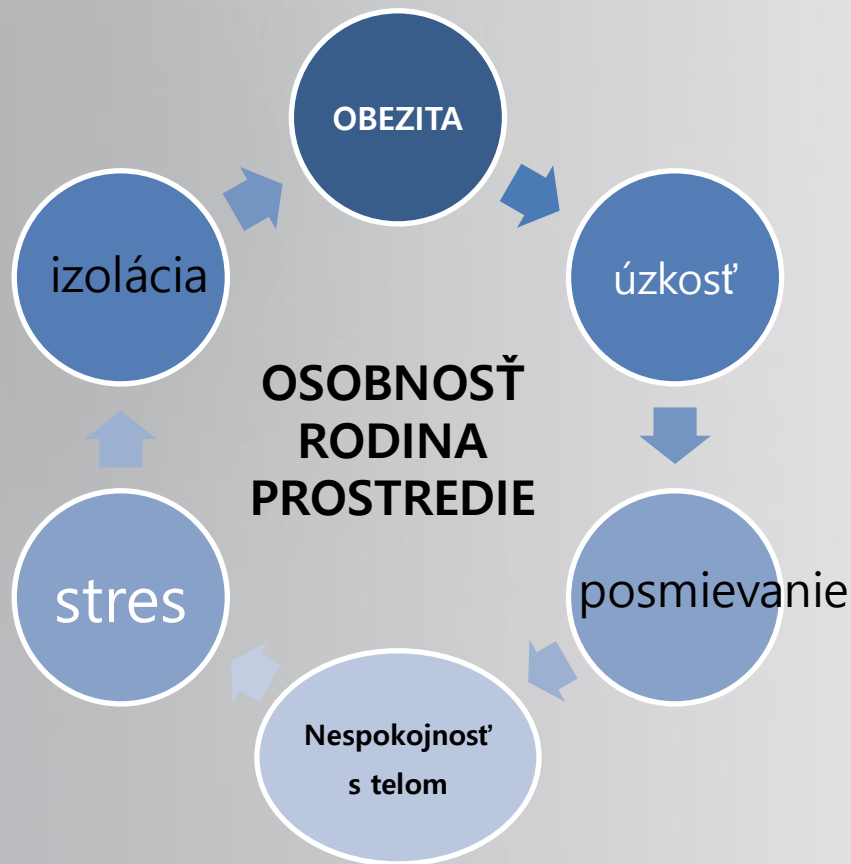 OBEZITA
úzkosť
posmievanie
Nespokojnosť
s telom
stres
izolácia
OSOBNOSŤ
RODINA
PROSTREDIE